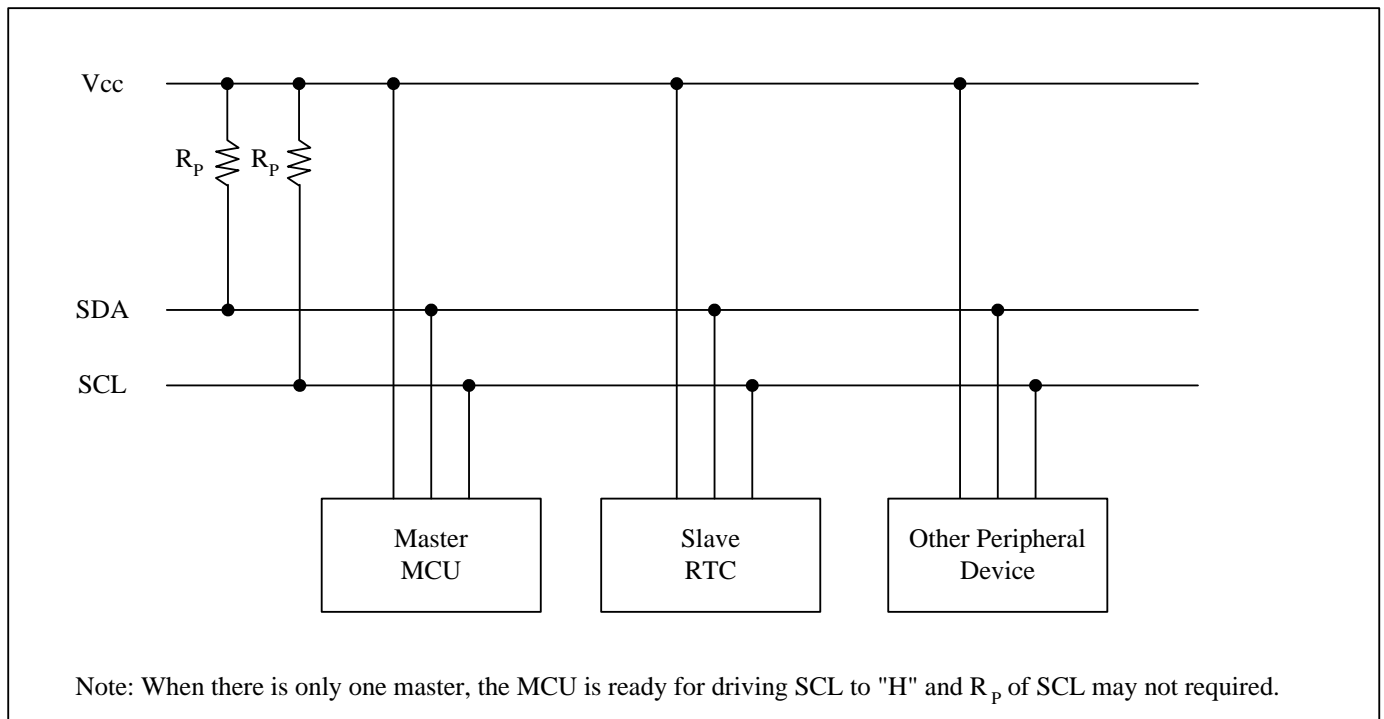 Vcc
R_P R_P
SDA
SCL
Master
MCU
Slave
RTC
Other Peripheral
Device
Note: When there is only one master, the MCU is ready for driving SCL to "H" and R_P of SCL may not required.